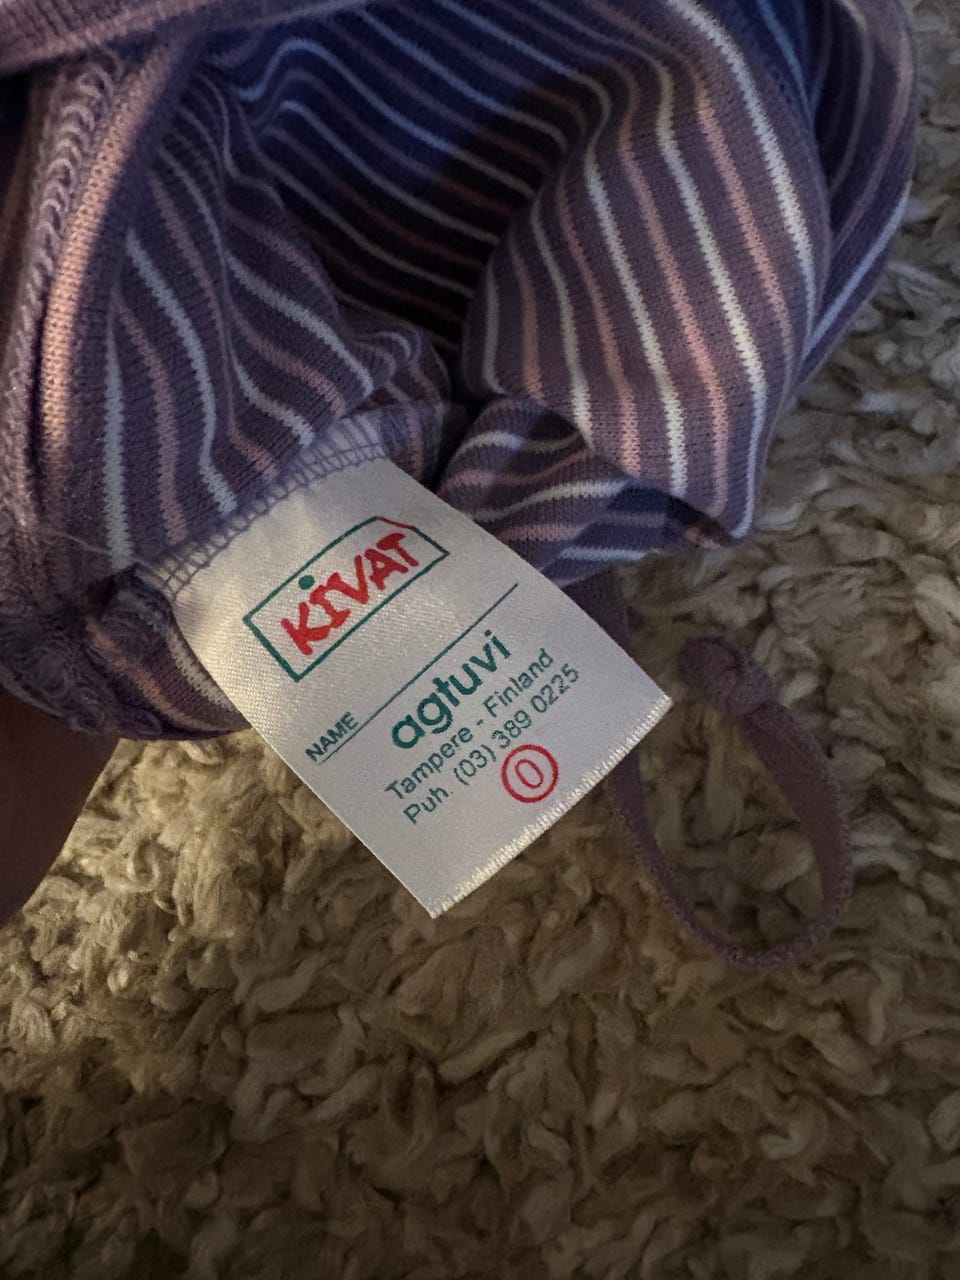 KIVAT
NAME
agtuvi
Tampere - Finland
Puh. (03) 389 0225
0